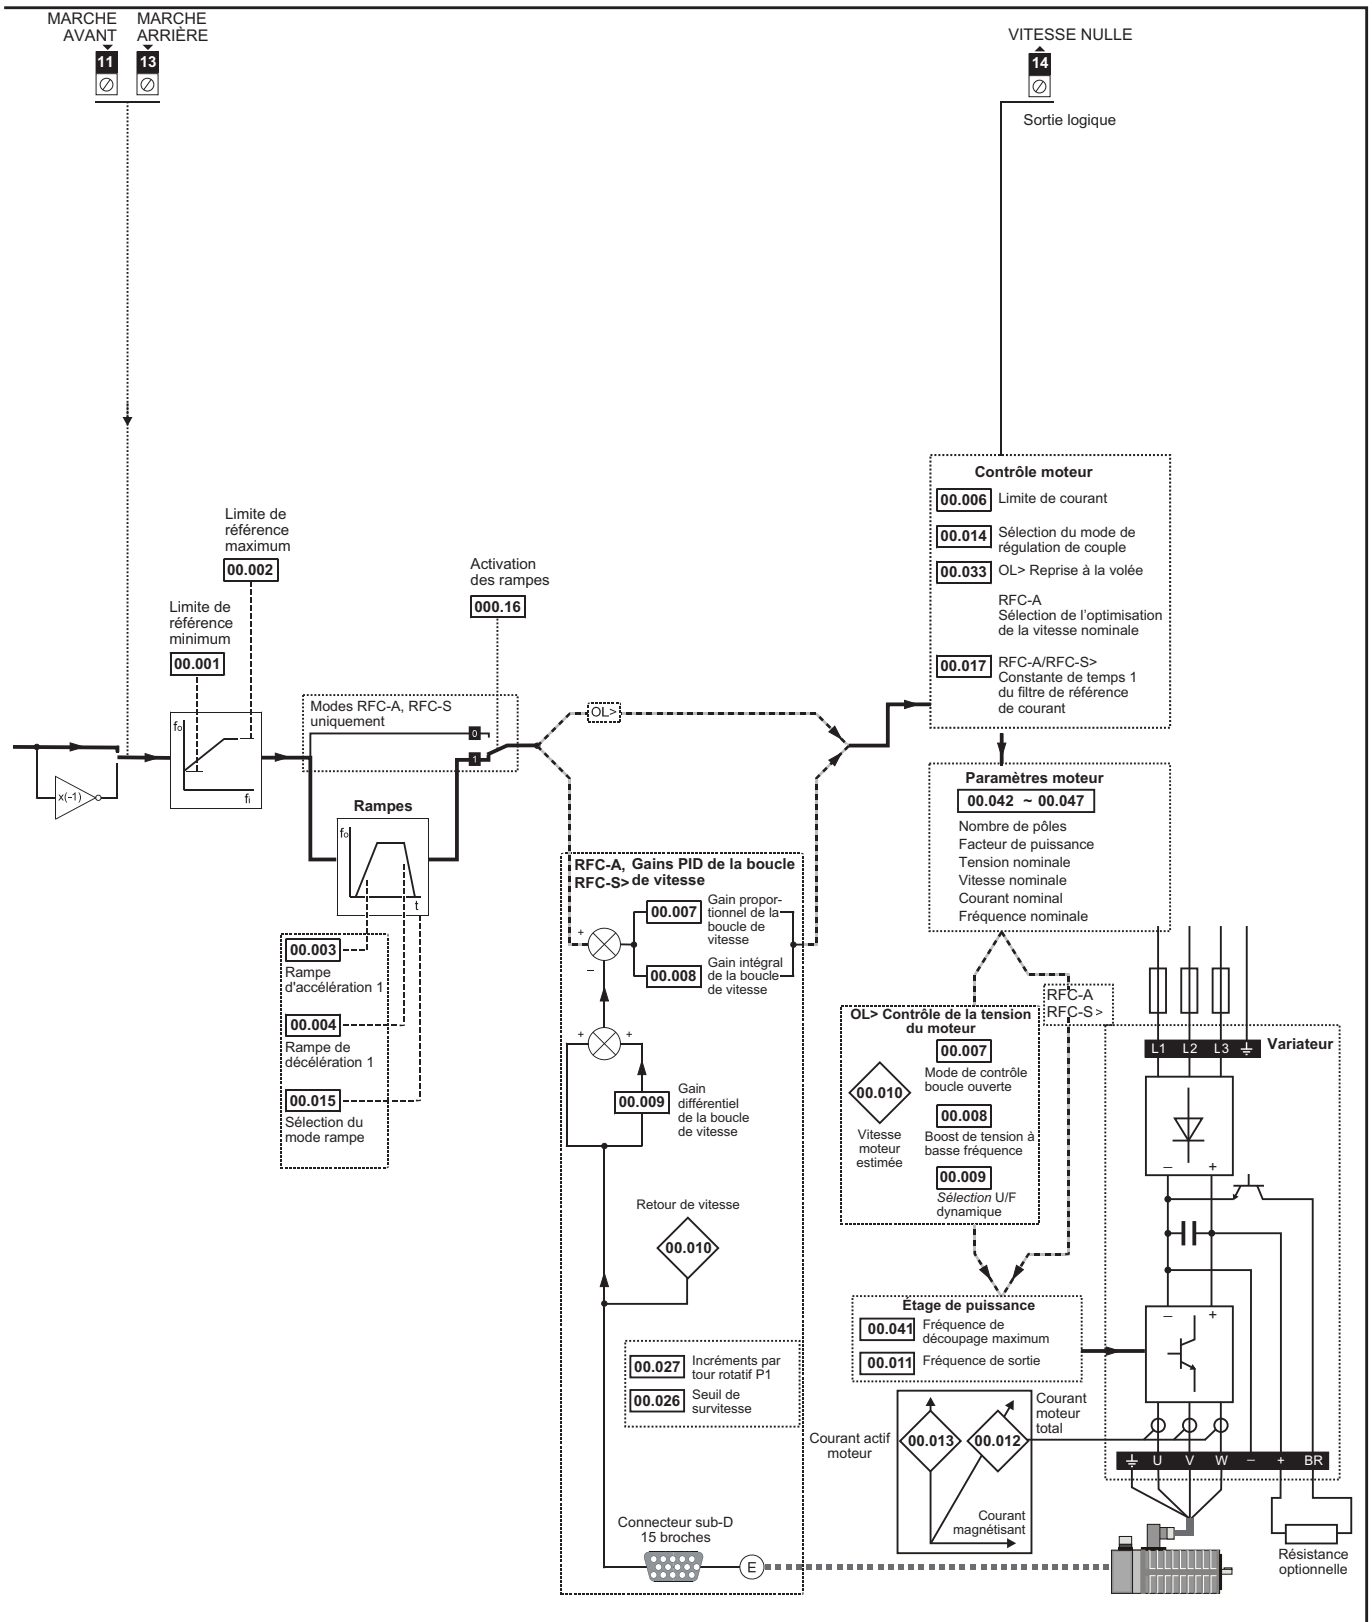 MARCHE
AVANT
MARCHE
ARRIÈRE
11
13
VITESSE NULLE
14
Sortie logique
Limite de
référence
maximum
00.002
Limite de
référence
minimum
00.001
Activation
des rampes
000.16
Modes RFC-A, RFC-S
uniquement
0
1
OL>
x(-1)
fo
fi
Rampes
fo
t
00.003
Rampe
d'accélération 1
00.004
Rampe de
décélération 1
00.015
Sélection du
mode rampe
Contrôle moteur
00.006 Limite de courant
00.014 Sélection du mode de
régulation de couple
00.033 OL> Reprise à la volée
RFC-A
Sélection de l'optimisation
de la vitesse nominale
00.017 RFC-A/RFC-S>
Constante de temps 1
du filtre de référence
de courant
Paramètres moteur
00.042 ~ 00.047
Nombre de pôles
Facteur de puissance
Tension nominale
Vitesse nominale
Courant nominal
Fréquence nominale
RFC-A, Gains PID de la boucle
RFC-S> de vitesse
00.007
Gain propor-
tionnel de la
boucle de
vitesse
00.008
Gain intégral
de la boucle
de vitesse
+
–
+
+
00.009
Gain
différentiel
de la boucle
de vitesse
Retour de vitesse
00.010
00.027 Incréments par
tour rotatif P1
00.026 Seuil de
survitesse
Connecteur sub-D
15 broches
E
RFC-A
RFC-S >
OL> Contrôle de la tension
du moteur
00.007
Mode de contrôle
boucle ouverte
00.010
Vitesse
moteur
estimée
00.008
Boost de tension à
basse fréquence
00.009
Sélection U/F
dynamique
Étage de puissance
00.041 Fréquence de
découpage maximum
00.011 Fréquence de sortie
Courant actif
moteur
00.013
00.012
Courant
moteur
total
Courant
magnétisant
L1 L2 L3
Variateur
– +
– +
U V W – + BR
Résistance
optionnelle